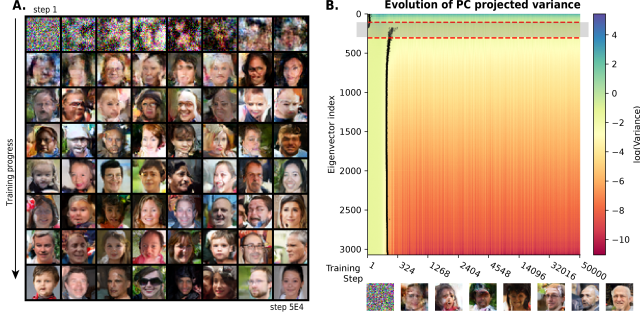 A.
step 1
Training progress
step 5E4
B.
Evolution of PC projected variance
Eigenvector index
0
500
1000
1500
2000
2500
3000
Training
Step
1
324
1268
2404
4548
14096
32016
50000
4
2
0
−2
−4
−6
−8
−10
log(Variance)